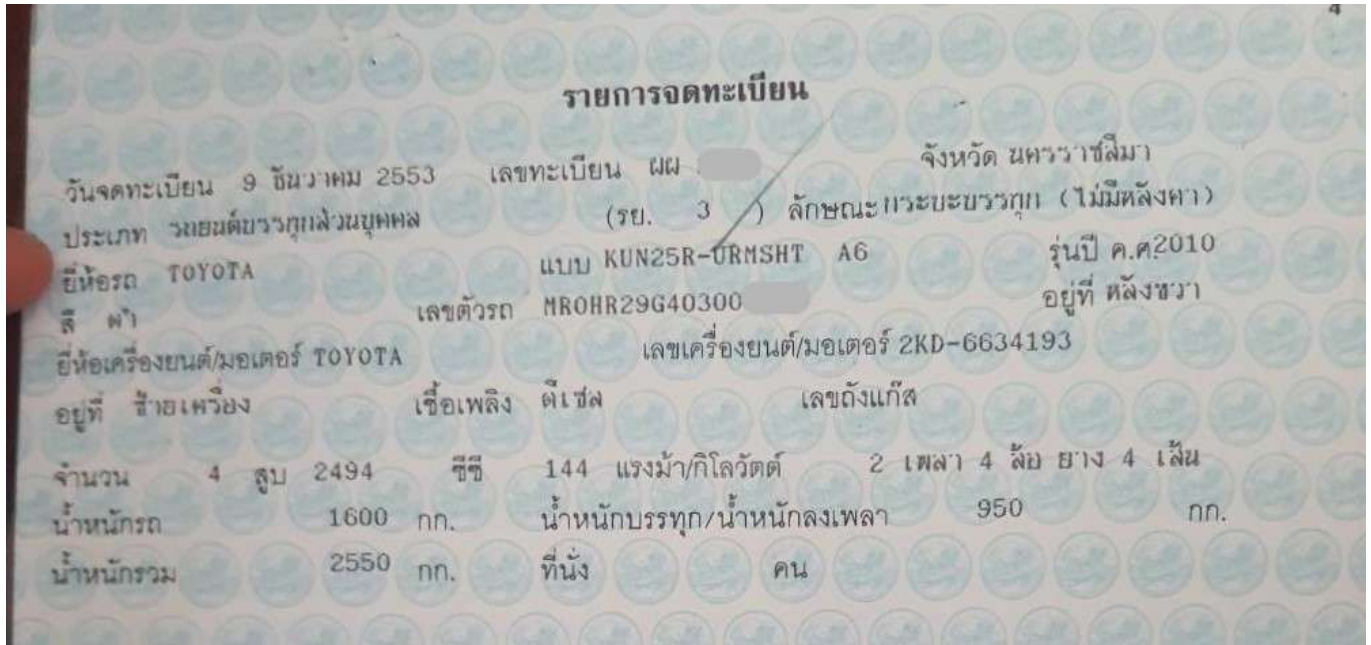 4
รายการจดทะเบียน
วันจดทะเบียน 9 ธันวาคม 2553 เลขทะเบียน ผผ จังหวัด นครราชสีมา
ประเภท รถยนต์บรรทุกส่วนบุคคล (รย. 3 ) ลักษณะ กระบะบรรทุก (ไม่มีหลังคา)
ยี่ห้อรถ TOYOTA แบบ KUN25R-URMSHT A6 รุ่นปี ค.ศ.2010
สี ฟ้า เลขตัวรถ MROHR29G40300 อยู่ที่ หลังขวา
ยี่ห้อเครื่องยนต์/มอเตอร์ TOYOTA เลขเครื่องยนต์/มอเตอร์ 2KD-6634193
อยู่ที่ ซ้ายเครื่อง เชื้อเพลิง ดีเซล เลขถังแก๊ส
จำนวน 4 สูบ 2494 ซีซี 144 แรงม้า/กิโลวัตต์ 2 เพลา 4 ล้อ ยาง 4 เส้น
น้ำหนักรถ 1600 กก. น้ำหนักบรรทุก/น้ำหนักลงเพลา 950 กก.
น้ำหนักรวม 2550 กก. ที่นั่ง คน